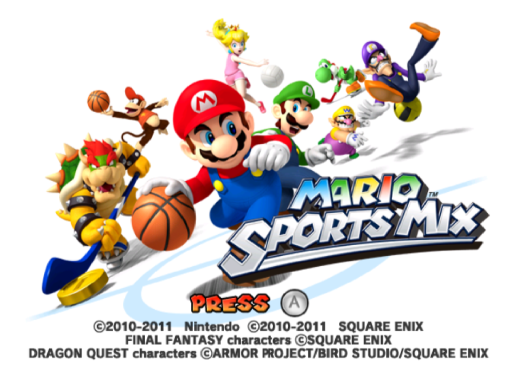 M
L
MARIO™
SPORTS MIX
PRESS A
©2010-2011 Nintendo ©2010-2011 SQUARE ENIX
FINAL FANTASY characters ©SQUARE ENIX
DRAGON QUEST characters ©ARMOR PROJECT/BIRD STUDIO/SQUARE ENIX